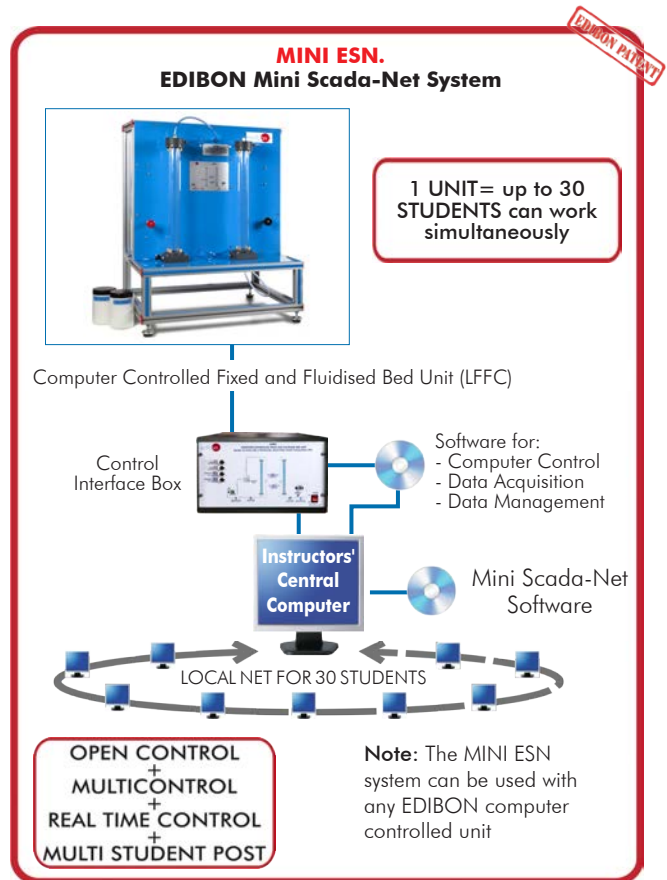 EDIBON PATENT
MINI ESN.
EDIBON Mini Scada-Net System
1 UNIT= up to 30
STUDENTS can work
simultaneously
Computer Controlled Fixed and Fluidised Bed Unit (LFFC)
Control
Interface Box
Software for:
- Computer Control
- Data Acquisition
- Data Management
Instructors'
Central
Computer
Mini Scada-Net
Software
LOCAL NET FOR 30 STUDENTS
OPEN CONTROL
+
MULTICONTROL
+
REAL TIME CONTROL
+
MULTI STUDENT POST
Note: The MINI ESN
system can be used with
any EDIBON computer
controlled unit